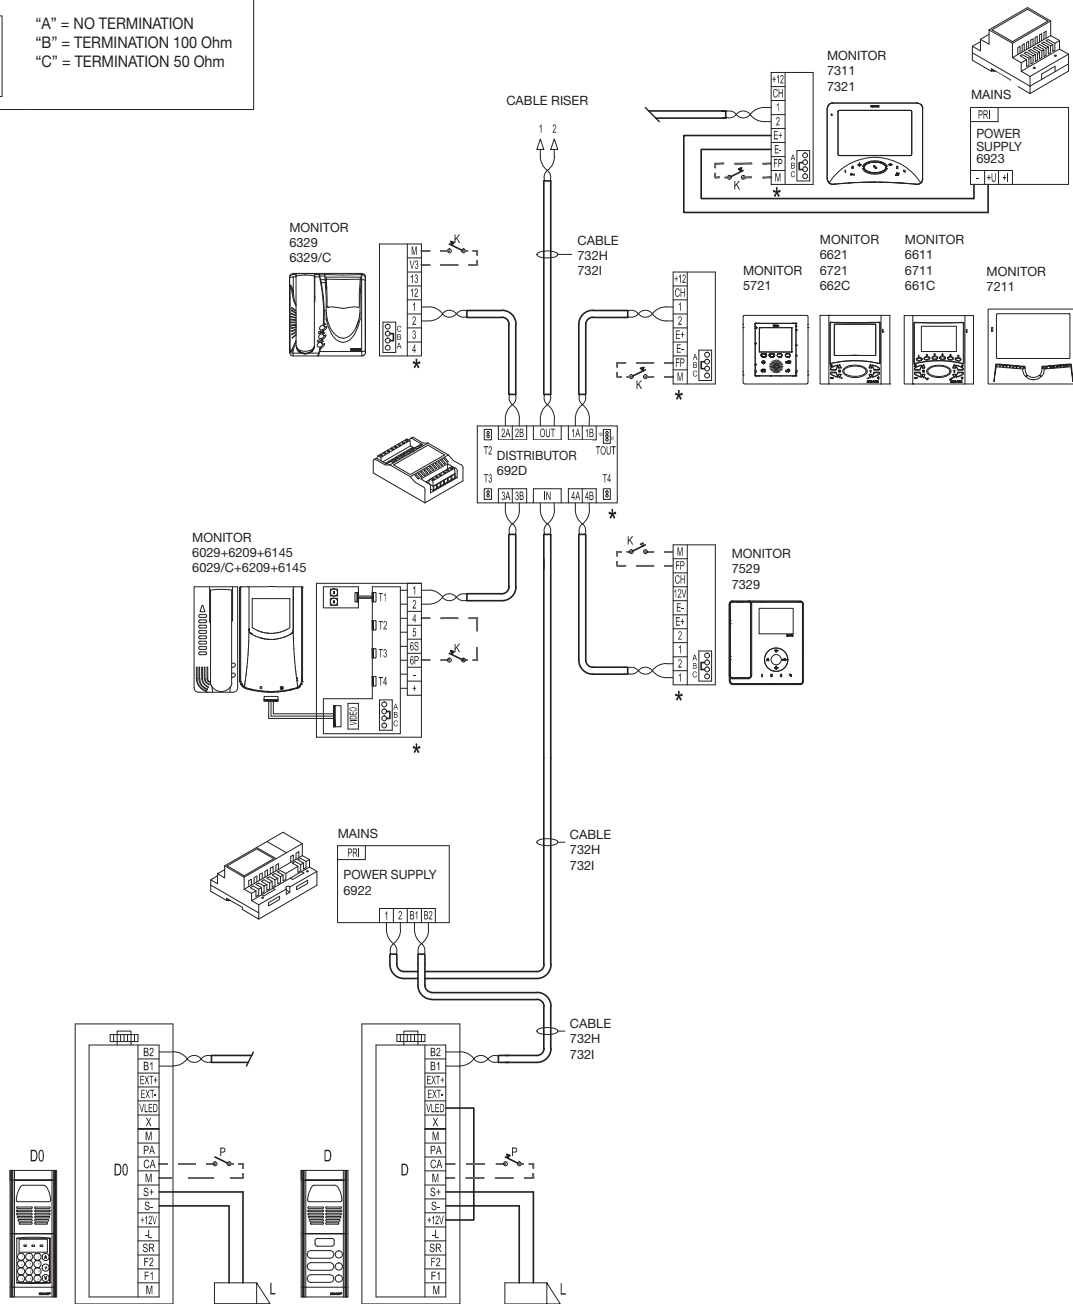 “A” = NO TERMINATION
“B” = TERMINATION 100 Ohm
“C” = TERMINATION 50 Ohm
CABLE RISER
1 2
MONITOR
7311
7321
+12
CH
1
2
E+
E-
FP
M
A
B
C
K
*
MAINS
PRI
POWER
SUPPLY
6923
- +U +I
MONITOR
6329
6329/C
M
V3
13
12
1
2
3
4
C
B
A
K
*
CABLE
732H
732I
+12
CH
1
2
E+
E-
FP
M
A
B
C
K
*
MONITOR
5721
MONITOR
6621
6721
662C
MONITOR
6611
6711
661C
MONITOR
7211
2A 2B OUT 1A 1B
T2 TOUT
DISTRIBUTOR
692D
T3 T4
3A 3B IN 4A 4B
*
MONITOR
6029+6209+6145
6029/C+6209+6145
T1
T2
T3
T4
VIDEO
A
B
C
1
2
4
5
6S
6P
-
+
K
*
K
M
FP
CH
12V
E-
E+
2
1
2
1
A
B
C
*
MONITOR
7529
7329
MAINS
PRI
POWER SUPPLY
6922
1 2 B1 B2
CABLE
732H
732I
CABLE
732H
732I
D0
D0
B2
B1
EXT+
EXT-
VLED
X
M
PA
CA
M
S+
S-
+12V
-L
SR
F2
F1
M
P
L
D
D
B2
B1
EXT+
EXT-
VLED
X
M
PA
CA
M
S+
S-
+12V
-L
SR
F2
F1
M
P
L